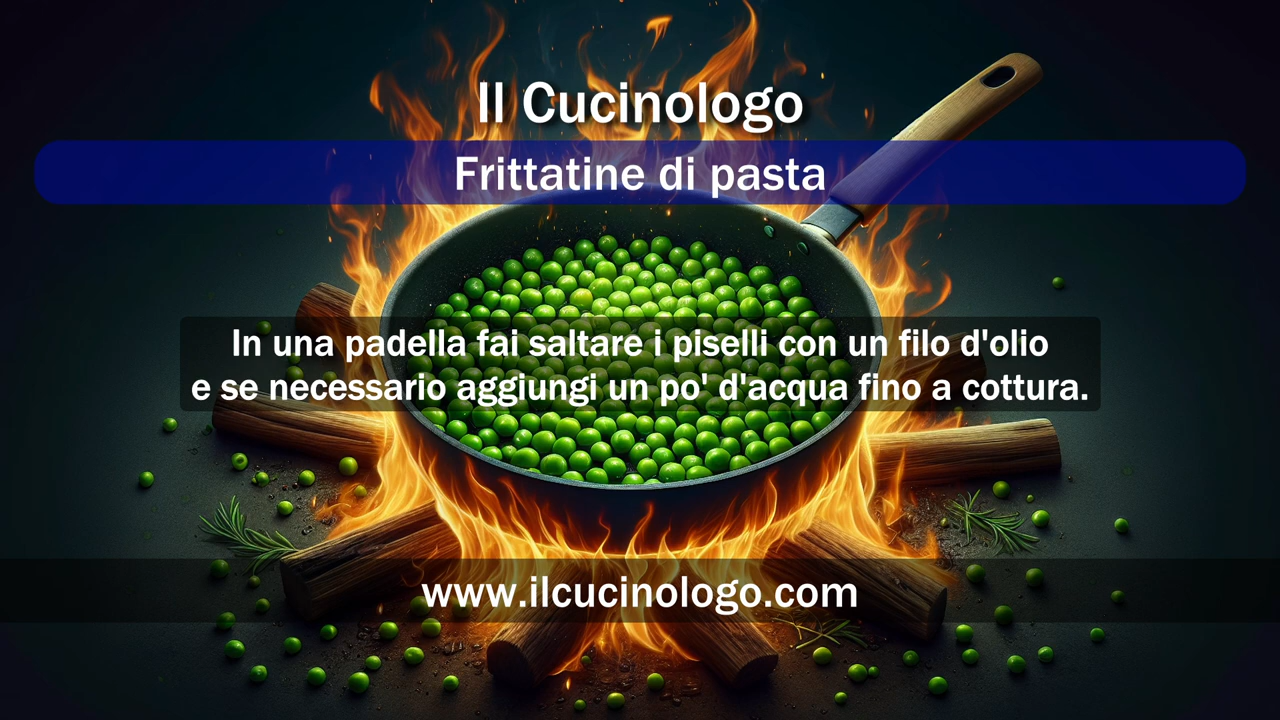 Il Cucinologo
Frittatine di pasta
In una padella fai saltare i piselli con un filo d'olio
e se necessario aggiungi un po' d'acqua fino a cottura.
www.ilcucinologo.com